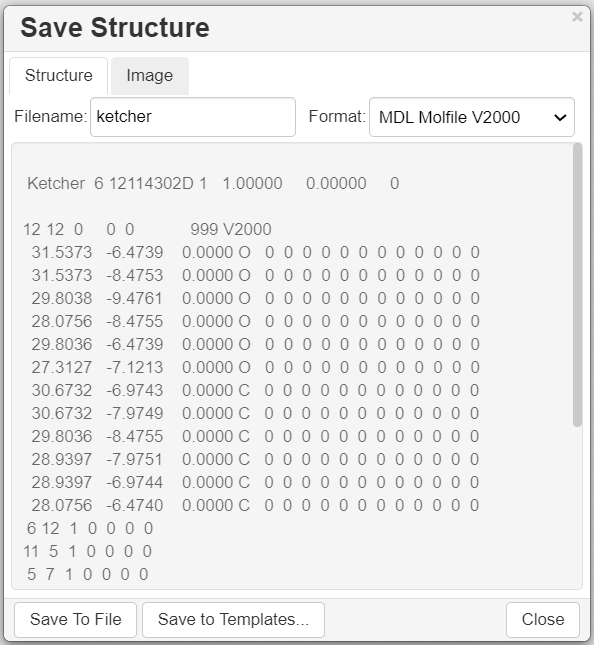 Save Structure
×
Structure
Image
Filename: ketcher
Format: MDL Molfile V2000
Ketcher 6 12114302D 1 1.00000 0.00000 0
12 12 0 0 0 999 V2000
31.5373 -6.4739 0.0000 O 0 0 0 0 0 0 0 0 0 0 0 0
31.5373 -8.4753 0.0000 O 0 0 0 0 0 0 0 0 0 0 0 0
29.8038 -9.4761 0.0000 O 0 0 0 0 0 0 0 0 0 0 0 0
28.0756 -8.4755 0.0000 O 0 0 0 0 0 0 0 0 0 0 0 0
29.8036 -6.4739 0.0000 O 0 0 0 0 0 0 0 0 0 0 0 0
27.3127 -7.1213 0.0000 O 0 0 0 0 0 0 0 0 0 0 0 0
30.6732 -6.9743 0.0000 C 0 0 0 0 0 0 0 0 0 0 0 0
30.6732 -7.9749 0.0000 C 0 0 0 0 0 0 0 0 0 0 0 0
29.8036 -8.4755 0.0000 C 0 0 0 0 0 0 0 0 0 0 0 0
28.9397 -7.9751 0.0000 C 0 0 0 0 0 0 0 0 0 0 0 0
28.9397 -6.9744 0.0000 C 0 0 0 0 0 0 0 0 0 0 0 0
28.0756 -6.4740 0.0000 C 0 0 0 0 0 0 0 0 0 0 0 0
6 12 1 0 0 0 0
11 5 1 0 0 0 0
5 7 1 0 0 0 0
Save To File
Save to Templates...
Close